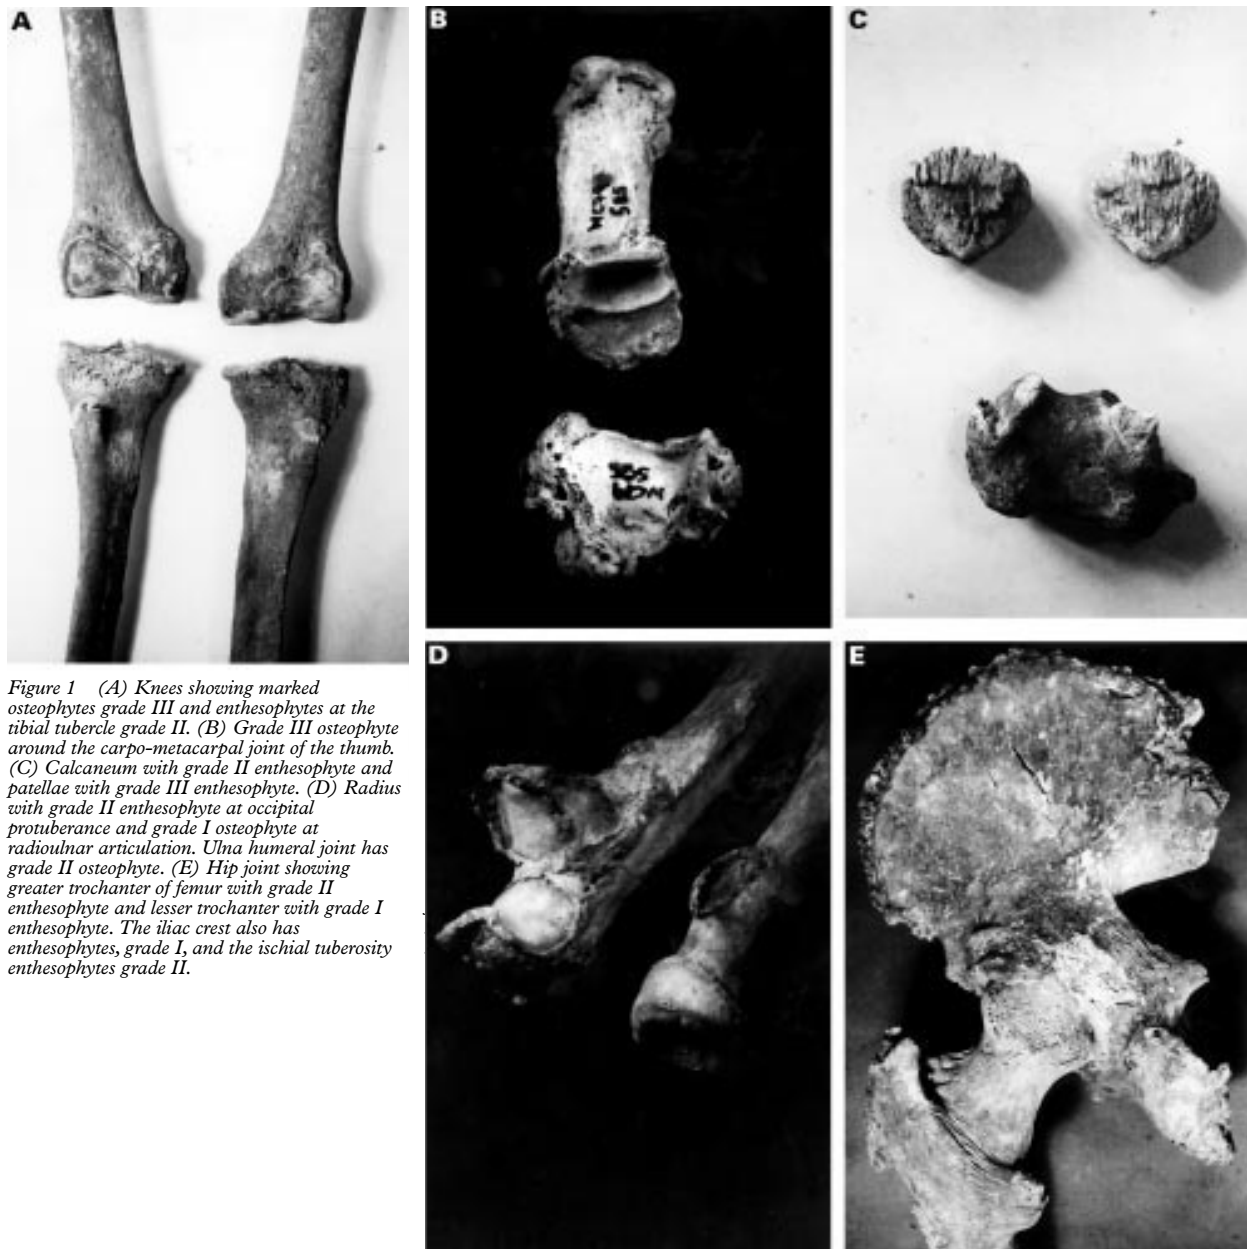 A
B
C
Figure 1 (A) Knees showing marked
osteophytes grade III and enthesophytes at the
tibial tubercle grade II. (B) Grade III osteophyte
around the carpo-metacarpal joint of the thumb.
(C) Calcaneum with grade II enthesophyte and
patellae with grade III enthesophyte. (D) Radius
with grade II enthesophyte at occipital
protuberance and grade I osteophyte at
radioulnar articulation. Ulna humeral joint has
grade II osteophyte. (E) Hip joint showing
greater trochanter of femur with grade II
enthesophyte and lesser trochanter with grade I
enthesophyte. The iliac crest also has
enthesophytes, grade I, and the ischial tuberosity
enthesophytes grade II.
D
E